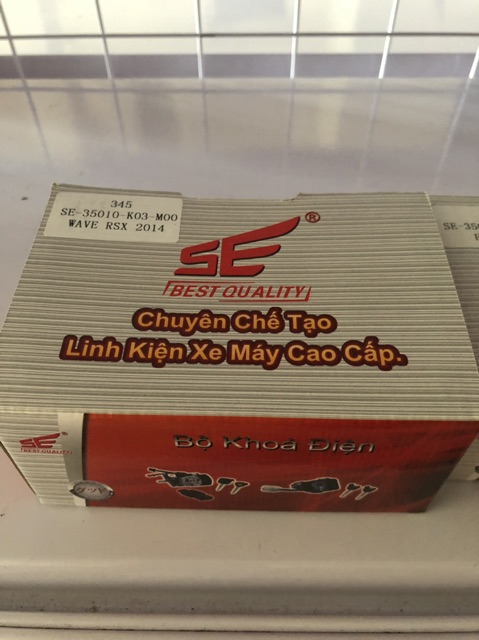 345
SE-35010-K03-M00
WAVE RSX 2014
SE®
BEST QUALITY
Chuyên Chế Tạo
Linh Kiện Xe Máy Cao Cấp.
SE
BEST QUALITY
Bộ Khoá Điện